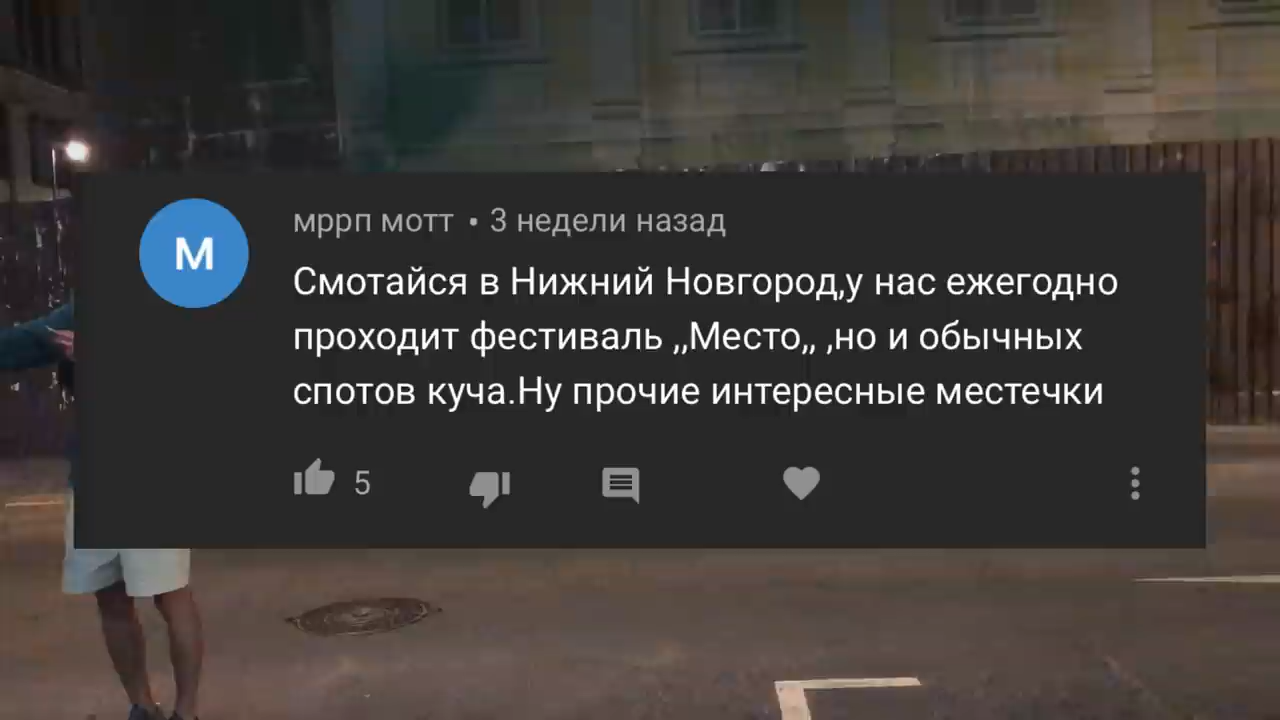 М
мррп мотт • 3 недели назад
Смотайся в Нижний Новгород,у нас ежегодно
проходит фестиваль ,,Место,, ,но и обычных
спотов куча.Ну прочие интересные местечки
5